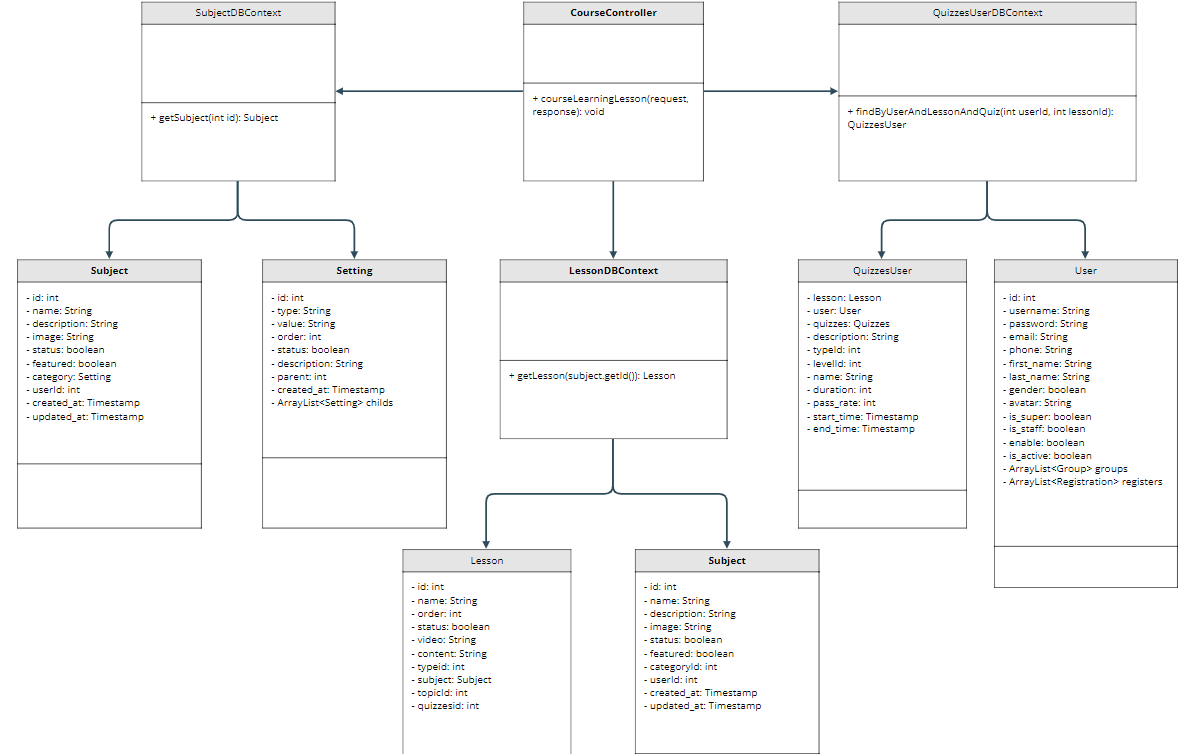 SubjectDBContext
+ getSubject(int id): Subject
CourseController
+ courseLearningLesson(request,
response): void
QuizzesUserDBContext
+ findByUserAndLessonAndQuiz(int userId, int lessonId):
QuizzesUser
Subject
- id: int
- name: String
- description: String
- image: String
- status: boolean
- featured: boolean
- category: Setting
- userId: int
- created_at: Timestamp
- updated_at: Timestamp
Setting
- id: int
- type: String
- value: String
- order: int
- status: boolean
- description: String
- parent: int
- created_at: Timestamp
- ArrayList<Setting> childs
LessonDBContext
+ getLesson(subject.getId()): Lesson
QuizzesUser
- lesson: Lesson
- user: User
- quizzes: Quizzes
- description: String
- typeId: int
- levelId: int
- name: String
- duration: int
- pass_rate: int
- start_time: Timestamp
- end_time: Timestamp
User
- id: int
- username: String
- password: String
- email: String
- phone: String
- first_name: String
- last_name: String
- gender: boolean
- avatar: String
- is_super: boolean
- is_staff: boolean
- enable: boolean
- is_active: boolean
- ArrayList<Group> groups
- ArrayList<Registration> registers
Lesson
- id: int
- name: String
- order: int
- status: boolean
- video: String
- content: String
- typeid: int
- subject: Subject
- topicId: int
- quizzesid: int
Subject
- id: int
- name: String
- description: String
- image: String
- status: boolean
- featured: boolean
- categoryId: int
- userId: int
- created_at: Timestamp
- updated_at: Timestamp